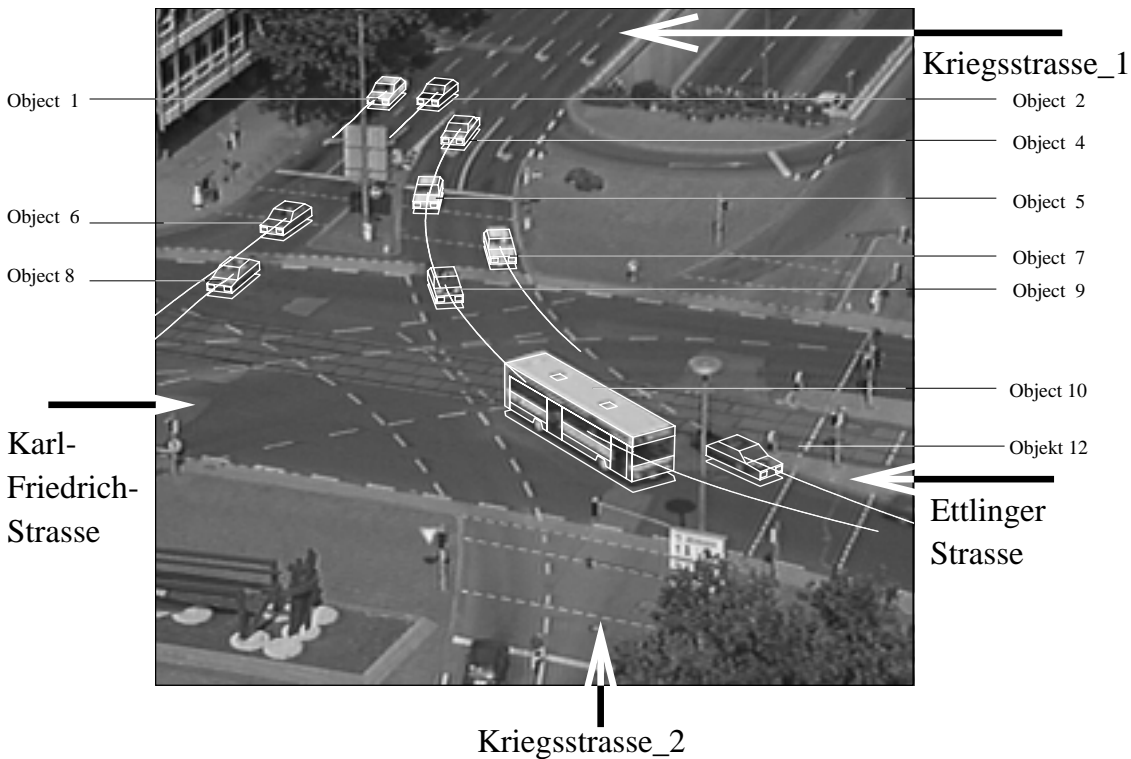 Kriegsstrasse_1
Object 1
Object 2
Object 4
Object 5
Object 6
Object 7
Object 8
Object 9
Object 10
Objekt 12
Karl-
Friedrich-
Strasse
Ettlinger
Strasse
Kriegsstrasse_2